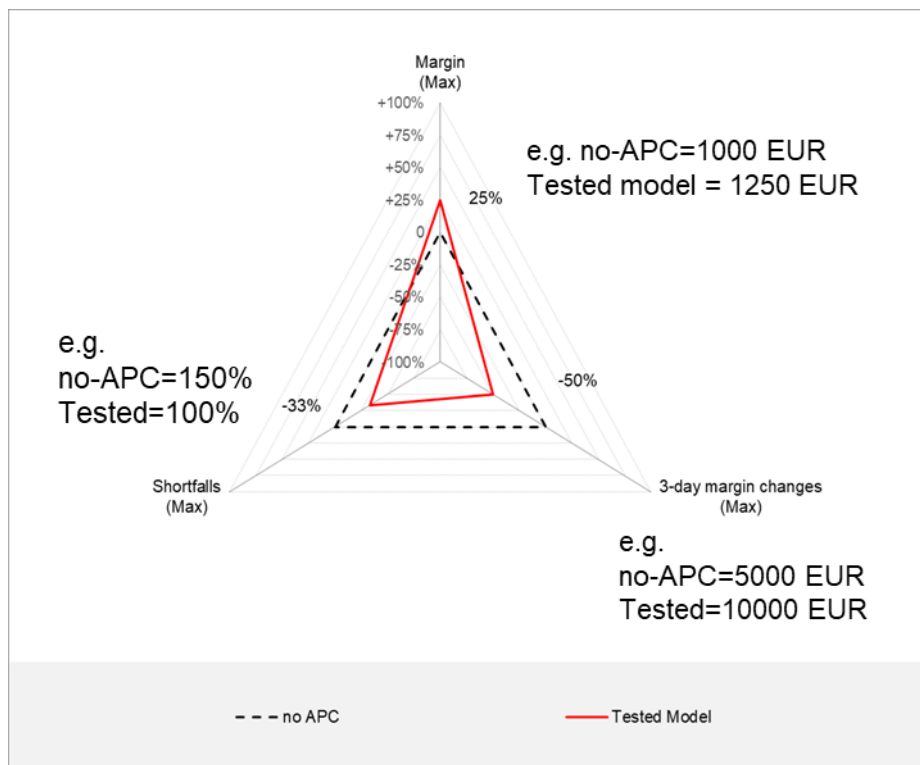 Margin
(Max)
+100%
+75%
+50%
+25%
0
-25%
-50%
-75%
-100%
25%
e.g. no-APC=1000 EUR
Tested model = 1250 EUR
e.g.
no-APC=150%
Tested=100%
-33%
-50%
Shortfalls
(Max)
3-day margin changes
(Max)
e.g.
no-APC=5000 EUR
Tested=10000 EUR
no APC
Tested Model